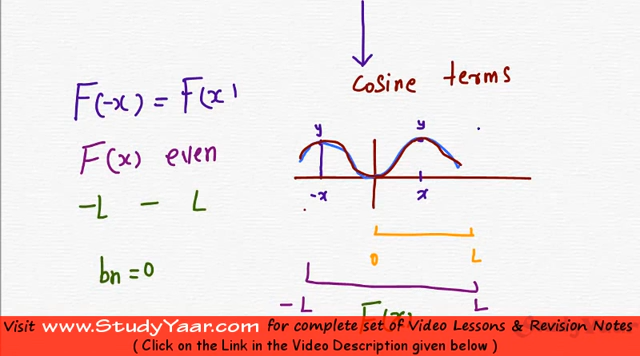 cosine terms
F(-x) = F(x)
F(x) even
-L - L
bn = 0
y y
-x x
0 L
-L L
F(x)
Visit www.StudyYaar.com for complete set of Video Lessons & Revision Notes
( Click on the Link in the Video Description given below )